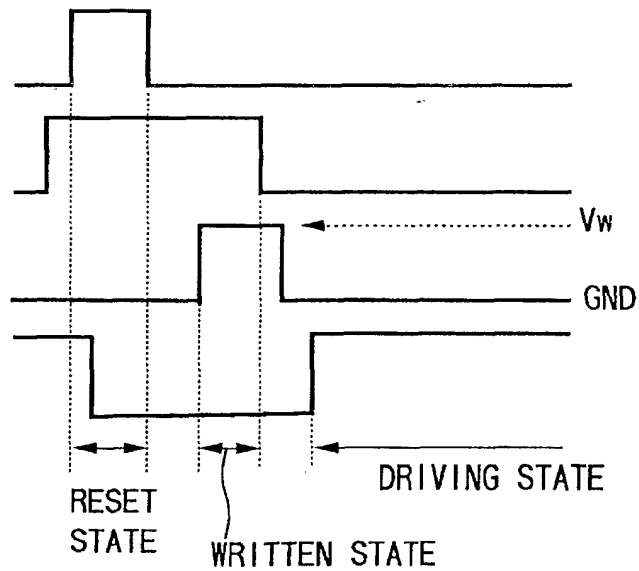 Vw
GND
DRIVING STATE
RESET
STATE
WRITTEN STATE